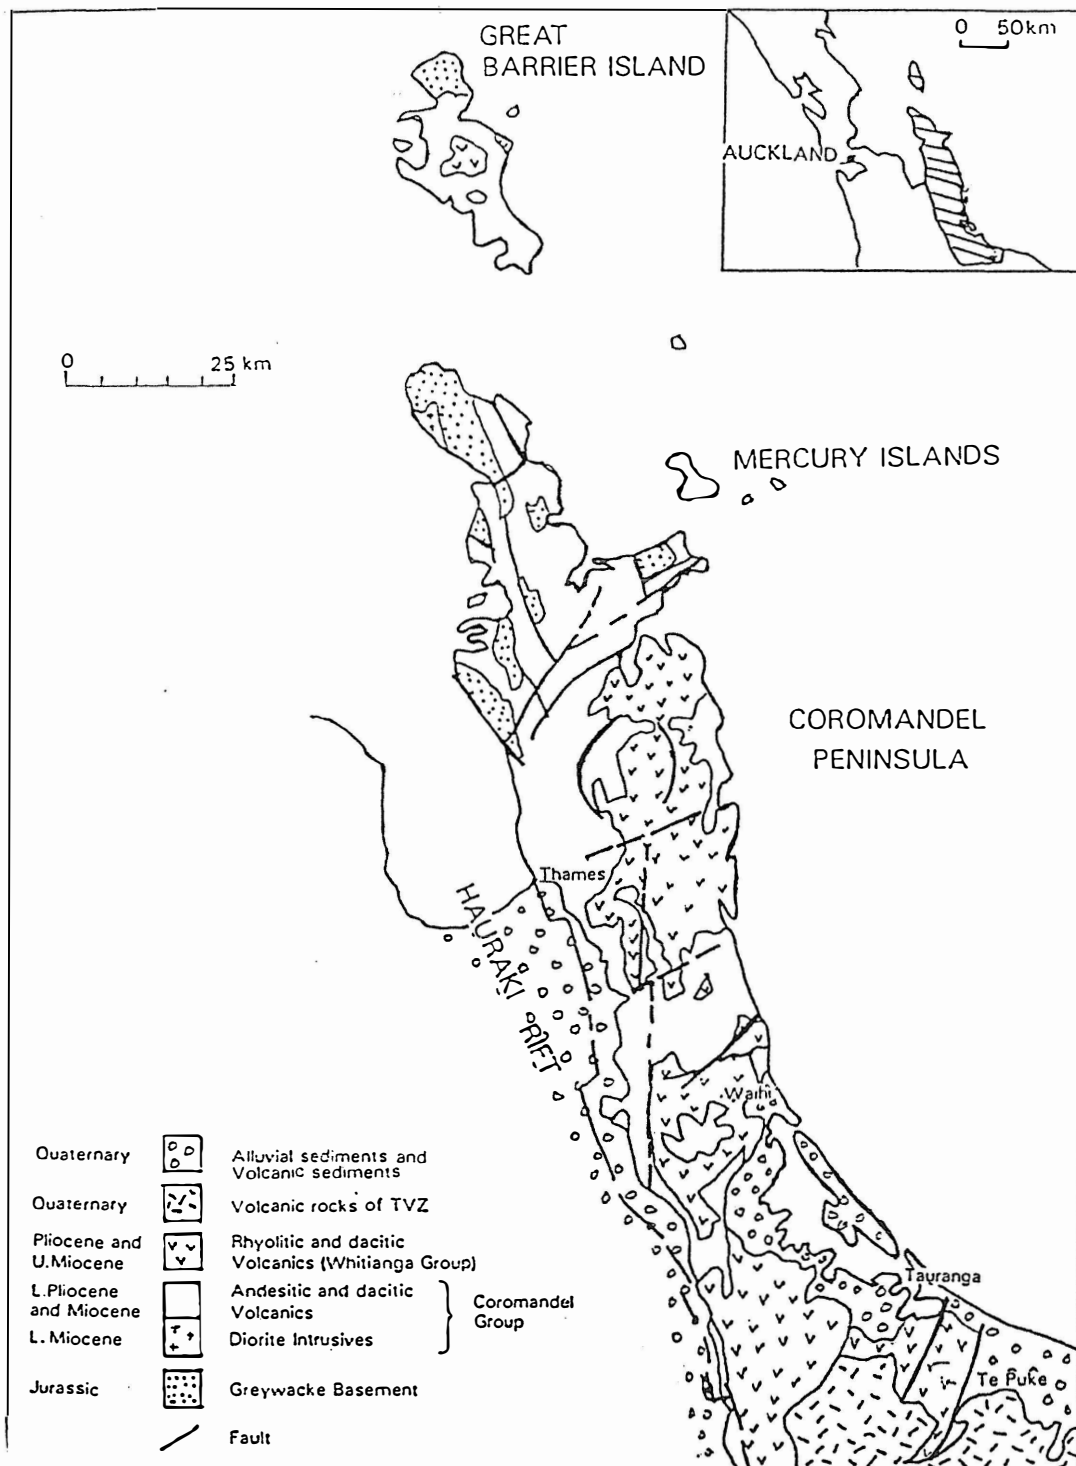 GREAT
BARRIER ISLAND
0 50km
AUCKLAND
0 25 km
MERCURY ISLANDS
COROMANDEL
PENINSULA
Thames
HAURAKI RIFT
Waihi
Tauranga
Te Puke
Quaternary Alluvial sediments and
Volcanic sediments
Quaternary Volcanic rocks of TVZ
Pliocene and Rhyolitic and dacitic
U.Miocene Volcanics (Whitianga Group)
L.Pliocene Andesitic and dacitic
and Miocene Volcanics
Coromandel
Group
L. Miocene Diorite Intrusives
Jurassic Greywacke Basement
Fault